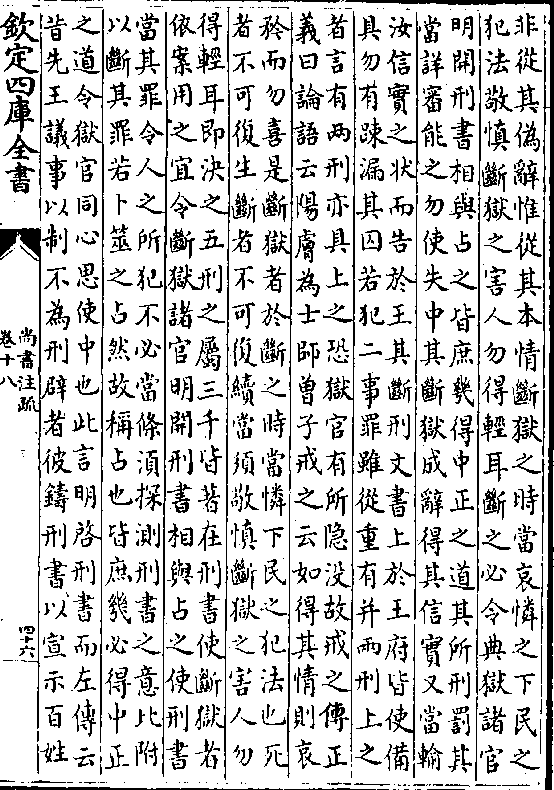 非從其偽辭惟從其本情斷獄之時當哀憐之下民之
犯法敬慎斷獄之害人勿得輕耳斷之必令典獄諸官
明開刑書相與占之皆庶幾得中正之道其所刑罰其
當詳審能之勿使失中其斷獄成辭得其信實又當輸
汝信實之状而告於王其斷刑文書上於王府皆使備
具勿有疎漏其囚若犯二事罪雖從重有并兩刑上之
者言有兩刑亦具上之恐獄官有所隐没故戒之傳正
義曰論語云陽膚為士師曾子戒之云如得其情則哀
矜而勿喜是斷獄者於斷之時當憐下民之犯法也死
者不可復生斷者不可復續當須敬慎斷獄之害人勿
得輕耳即決之五刑之屬三千皆著在刑書使斷獄者
依案用之宜令斷獄諸官明開刑書相與占之使刑書
當其罪令人之所犯不必當條湏探測刑書之意比附
以斷其罪若卜筮之占然故稱占也皆庶幾必得中正
之道令獄官同心思使中也此言明啓刑書而左傳云
昔先王議事以制不為刑辟者彼鑄刑書以宣示百姓
欽定四庫全書
尚書注疏
卷十八
四十六